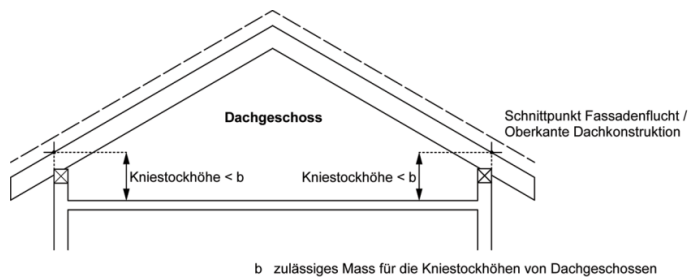 Dachgeschoss
Schnittpunkt Fassadenflucht /
Oberkante Dachkonstruktion
Kniestockhöhe < b
Kniestockhöhe < b
b zulässiges Mass für die Kniestockhöhen von Dachgeschossen